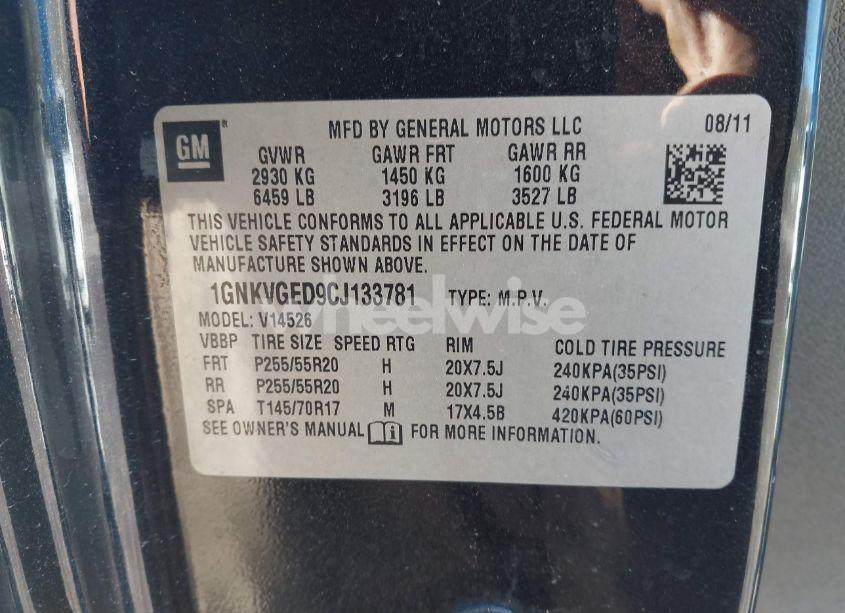 GM® MFD BY GENERAL MOTORS LLC 08/11
GVWR GAWR FRT GAWR RR
2930 KG 1450 KG 1600 KG
6459 LB 3196 LB 3527 LB
THIS VEHICLE CONFORMS TO ALL APPLICABLE U.S. FEDERAL MOTOR
VEHICLE SAFETY STANDARDS IN EFFECT ON THE DATE OF
MANUFACTURE SHOWN ABOVE.
1GNKVGED9CJ133781 TYPE: M.P.V.
wheelwise
MODEL: V14526
VBBP TIRE SIZE SPEED RTG RIM COLD TIRE PRESSURE
FRT P255/55R20 H 20X7.5J 240KPA(35PSI)
RR P255/55R20 H 20X7.5J 240KPA(35PSI)
SPA T145/70R17 M 17X4.5B 420KPA(60PSI)
SEE OWNER'S MANUAL i FOR MORE INFORMATION.